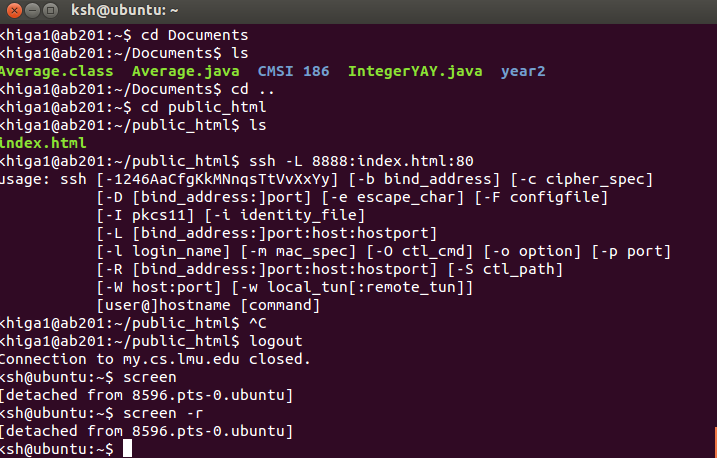 ksh@ubuntu: ~
khiga1@ab201:~$ cd Documents
khiga1@ab201:~/Documents$ ls
Average.class  Average.java  CMSI 186  IntegerYAY.java  year2
khiga1@ab201:~/Documents$ cd ..
khiga1@ab201:~$ cd public_html
khiga1@ab201:~/public_html$ ls
index.html
khiga1@ab201:~/public_html$ ssh -L 8888:index.html:80
usage: ssh [-1246AaCfgKkMNnqsTtVvXxYy] [-b bind_address] [-c cipher_spec]
           [-D [bind_address:]port] [-e escape_char] [-F configfile]
           [-I pkcs11] [-i identity_file]
           [-L [bind_address:]port:host:hostport]
           [-l login_name] [-m mac_spec] [-O ctl_cmd] [-o option] [-p port]
           [-R [bind_address:]port:host:hostport] [-S ctl_path]
           [-W host:port] [-w local_tun[:remote_tun]]
           [user@]hostname [command]
khiga1@ab201:~/public_html$ ^C
khiga1@ab201:~/public_html$ logout
Connection to my.cs.lmu.edu closed.
ksh@ubuntu:~$ screen
[detached from 8596.pts-0.ubuntu]
ksh@ubuntu:~$ screen -r
[detached from 8596.pts-0.ubuntu]
ksh@ubuntu:~$